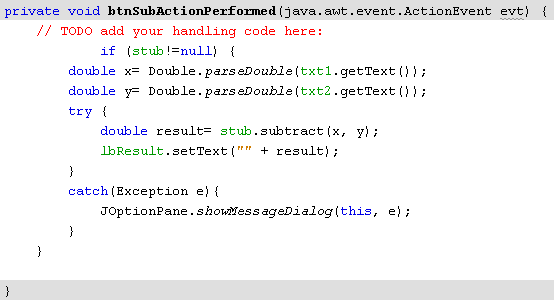 private void btnSubActionPerformed(java.awt.event.ActionEvent evt) {
// TODO add your handling code here:
if (stub!=null) {
double x= Double.parseDouble(txt1.getText());
double y= Double.parseDouble(txt2.getText());
try {
double result= stub.subtract(x, y);
lbResult.setText("" + result);
}
catch(Exception e){
JOptionPane.showMessageDialog(this, e);
}
}
}